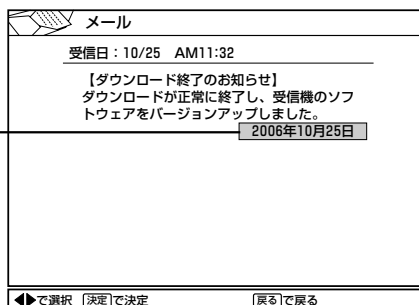 メール
受信日：10/25　AM11:32
【ダウンロード終了のお知らせ】
ダウンロードが正常に終了し、受信機のソフ
トウェアをバージョンアップしました。
2006年10月25日
◀▶で選択　決定で決定　戻るで戻る